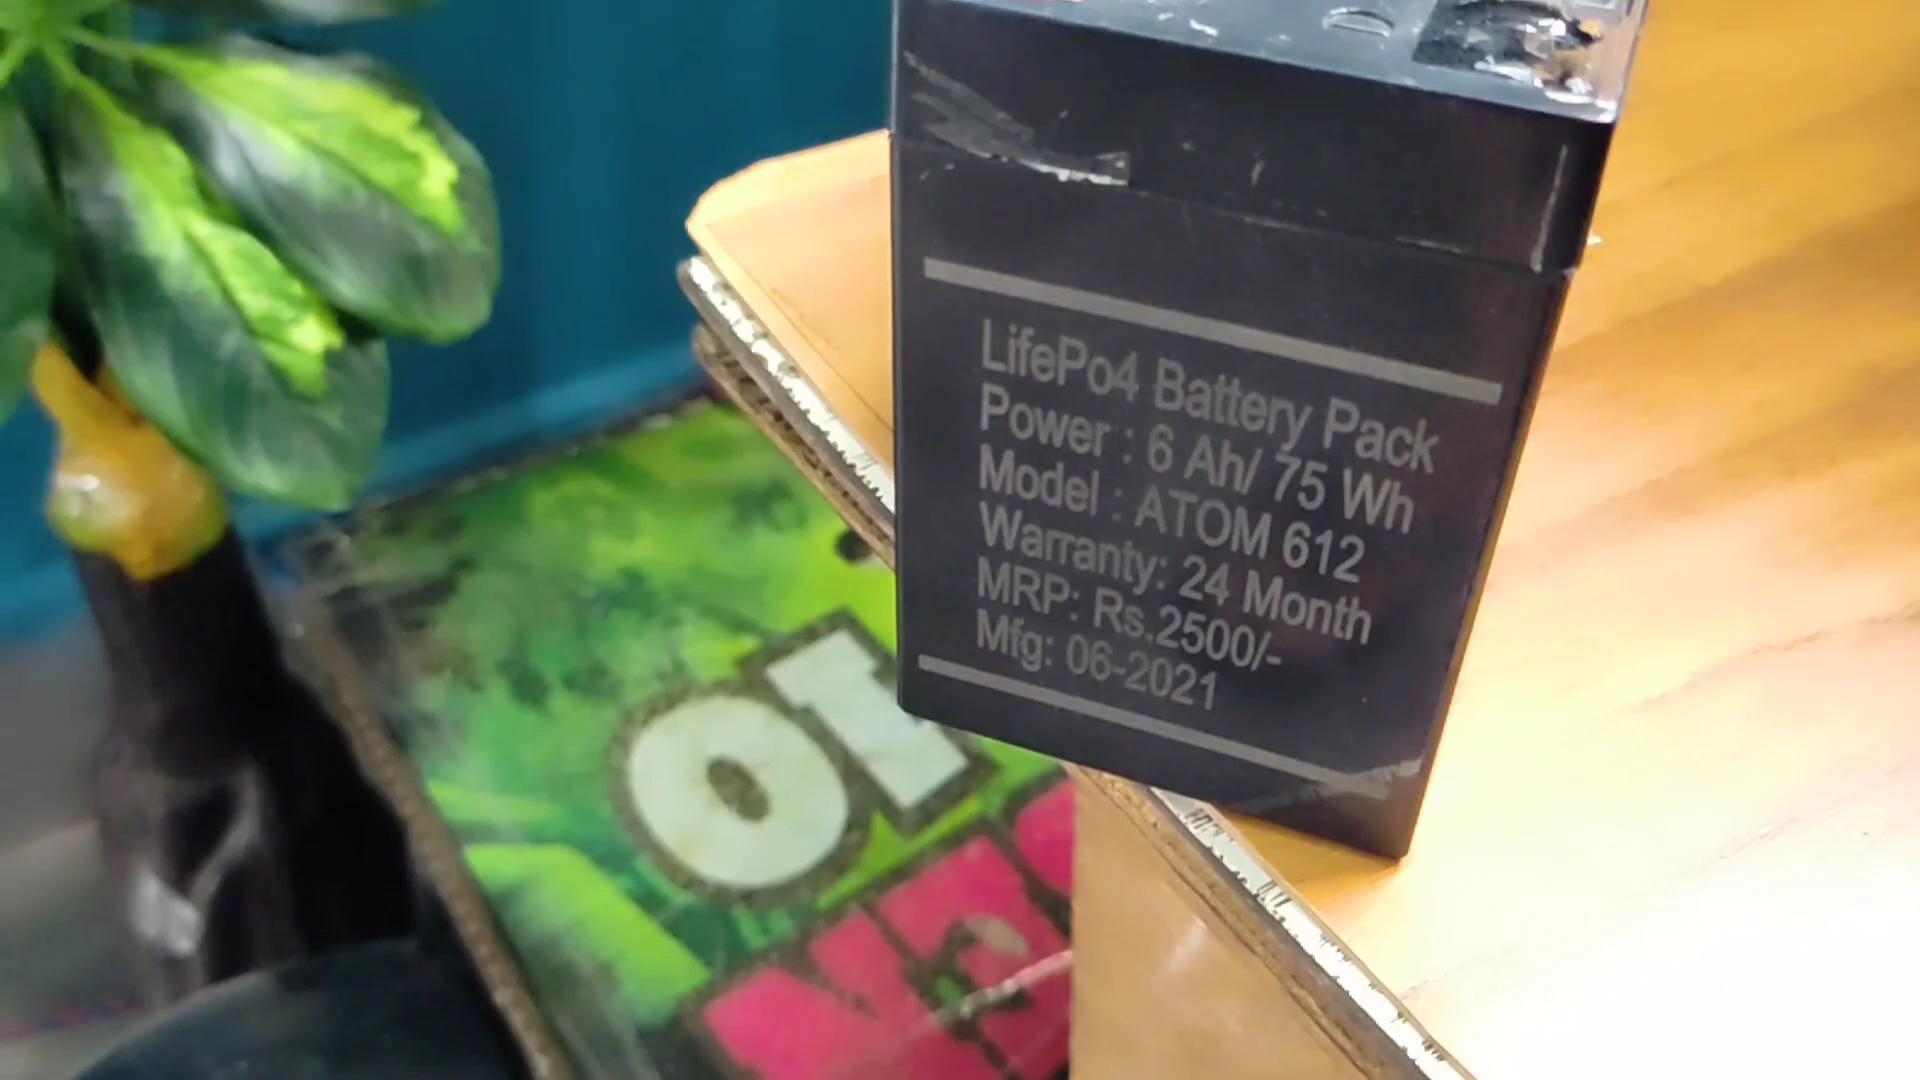 LifePo4 Battery Pack
Power : 6 Ah/ 75 Wh
Model : ATOM 612
Warranty: 24 Month
MRP: Rs.2500/-
Mfg: 06-2021